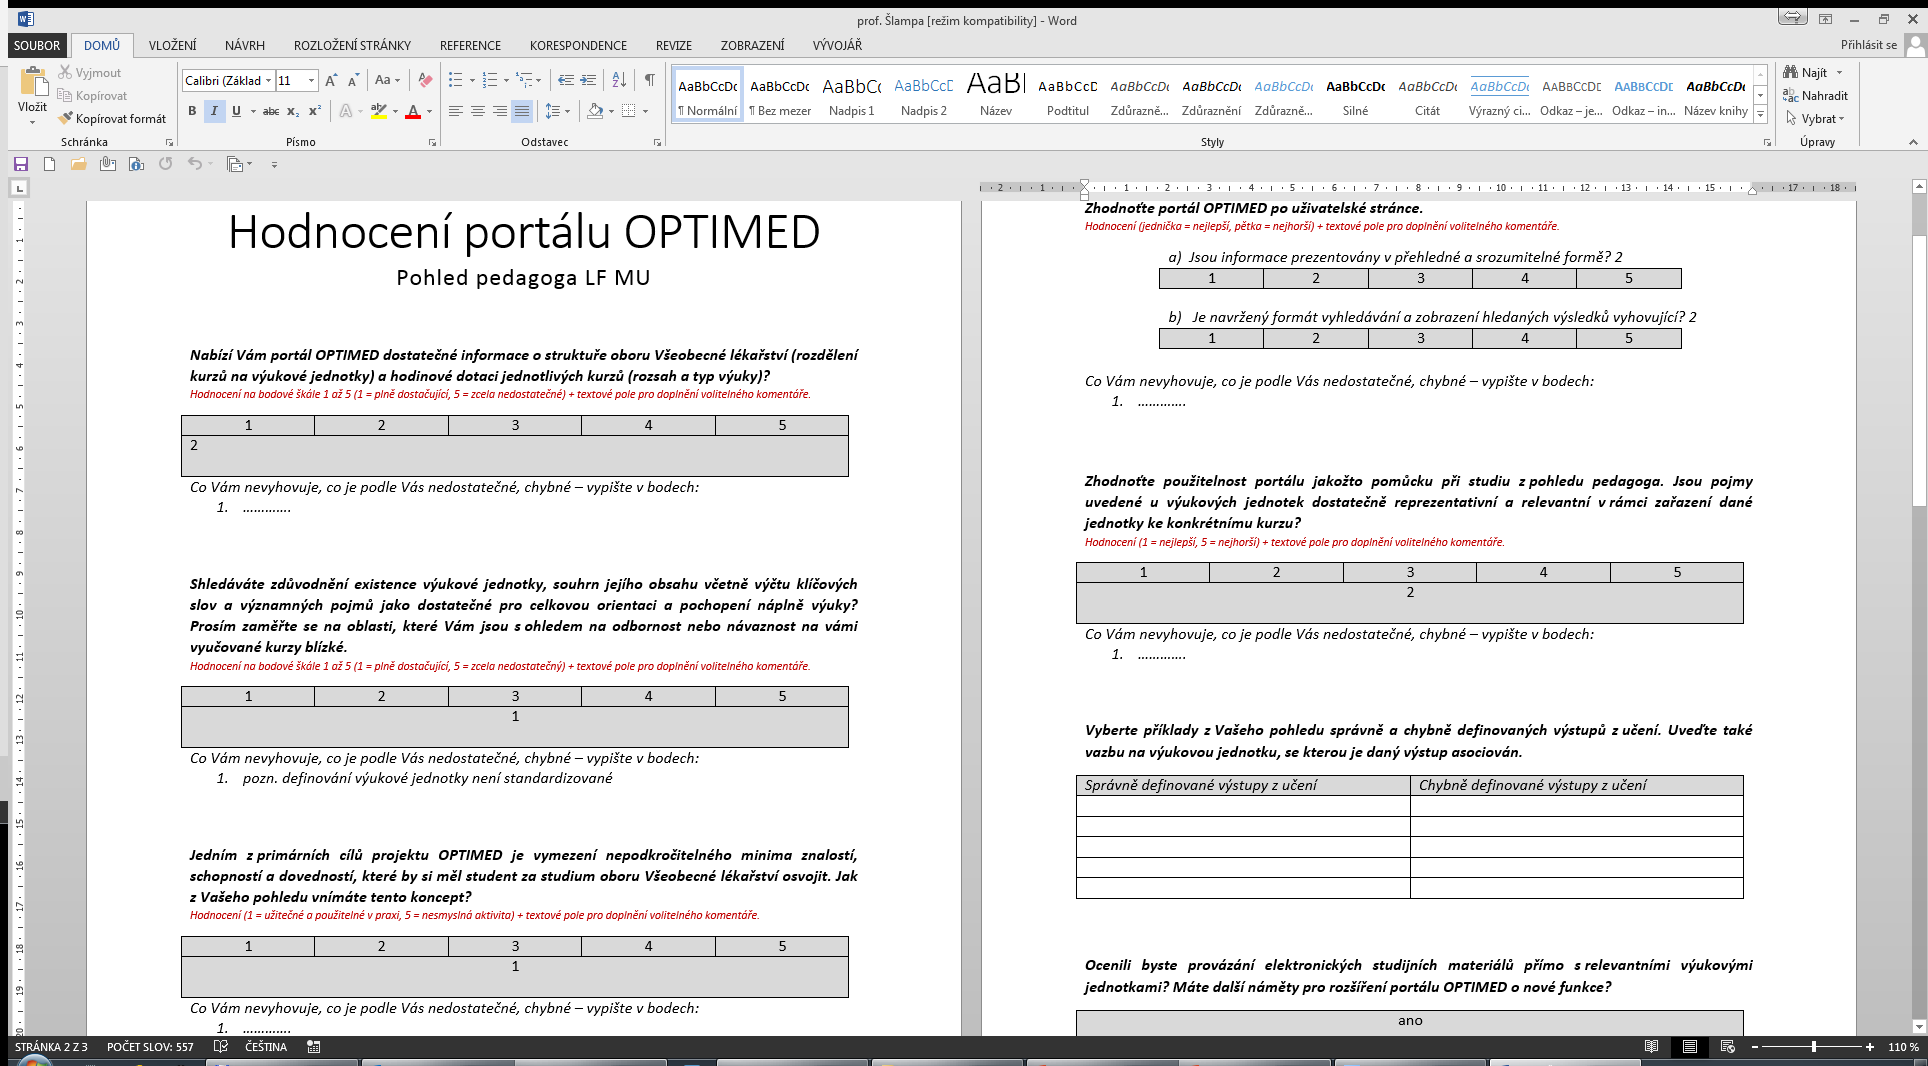 prof. Šlampa [režim kompatibility] - Word
SOUBOR DOMŮ VLOŽENÍ NÁVRH ROZLOŽENÍ STRÁNKY REFERENCE KORESPONDENCE REVIZE ZOBRAZENÍ VÝVOJÁŘ Přihlásit se
Vložit
Vyjmout
Kopírovat
Kopírovat formát
Schránka
Calibri (Základ 11
Písmo
Odstavec
AaBbCcDc AaBbCcDc AaBbCc AaBbCcD AaBl AaBbCcD AaBbCcDc AaBbCcDc AaBbCcDc AaBbCcDc AaBbCcDc AaBbCcDc AABBCCDE AABBCCDE AaBbCcDc
¶ Normální ¶ Bez mezer Nadpis 1 Nadpis 2 Název Podtitul Zdůrazně... Zdůraznění Zdůrazně... Silné Citát Výrazný ci... Odkaz – je... Odkaz – in... Název knihy
Styly
Najít
Nahradit
Vybrat
Úpravy
Hodnocení portálu OPTIMED
Pohled pedagoga LF MU
Nabízí Vám portál OPTIMED dostatečné informace o struktuře oboru Všeobecné lékařství (rozdělení
kurzů na výukové jednotky) a hodinové dotaci jednotlivých kurzů (rozsah a typ výuky)?
Hodnocení na bodové škále 1 až 5 (1 = plně dostačující, 5 = zcela nedostatečné) + textové pole pro doplnění volitelného komentáře.
1 2 3 4 5
2
Co Vám nevyhovuje, co je podle Vás nedostatečné, chybné – vypište v bodech:
1. ………….
Shledáváte zdůvodnění existence výukové jednotky, souhrn jejího obsahu včetně výčtu klíčových
slov a významných pojmů jako dostatečné pro celkovou orientaci a pochopení náplně výuky?
Prosím zaměřte se na oblasti, které Vám jsou s ohledem na odbornost nebo návaznost na vámi
vyučované kurzy blízké.
Hodnocení na bodové škále 1 až 5 (1 = plně dostačující, 5 = zcela nedostatečný) + textové pole pro doplnění volitelného komentáře.
1 2 3 4 5
1
Co Vám nevyhovuje, co je podle Vás nedostatečné, chybné – vypište v bodech:
1. pozn. definování výukové jednotky není standardizované
Jedním z primárních cílů projektu OPTIMED je vymezení nepodkročitelného minima znalostí,
schopností a dovedností, které by si měl student za studium oboru Všeobecné lékařství osvojit. Jak
z Vašeho pohledu vnímáte tento koncept?
Hodnocení (1 = užitečné a použitelné v praxi, 5 = nesmyslná aktivita) + textové pole pro doplnění volitelného komentáře.
1 2 3 4 5
1
Co Vám nevyhovuje, co je podle Vás nedostatečné, chybné – vypište v bodech:
1. ………….
Zhodnoťte portál OPTIMED po uživatelské stránce.
Hodnocení (jednička = nejlepší, pětka = nejhorší) + textové pole pro doplnění volitelného komentáře.
a) Jsou informace prezentovány v přehledné a srozumitelné formě? 2
1 2 3 4 5
b) Je navržený formát vyhledávání a zobrazení hledaných výsledků vyhovující? 2
1 2 3 4 5
Co Vám nevyhovuje, co je podle Vás nedostatečné, chybné – vypište v bodech:
1. ………….
Zhodnoťte použitelnost portálu jakožto pomůcku při studiu z pohledu pedagoga. Jsou pojmy
uvedené u výukových jednotek dostatečně reprezentativní a relevantní v rámci zařazení dané
jednotky ke konkrétnímu kurzu?
Hodnocení (1 = nejlepší, 5 = nejhorší) + textové pole pro doplnění volitelného komentáře.
1 2 3 4 5
2
Co Vám nevyhovuje, co je podle Vás nedostatečné, chybné – vypište v bodech:
1. ………….
Vyberte příklady z Vašeho pohledu správně a chybně definovaných výstupů z učení. Uveďte také
vazbu na výukovou jednotku, se kterou je daný výstup asociován.
Správně definované výstupy z učení Chybně definované výstupy z učení
Ocenili byste provázání elektronických studijních materiálů přímo s relevantními výukovými
jednotkami? Máte další náměty pro rozšíření portálu OPTIMED o nové funkce?
ano
STRÁNKA 2 Z 3 POČET SLOV: 557 ČEŠTINA 110 %